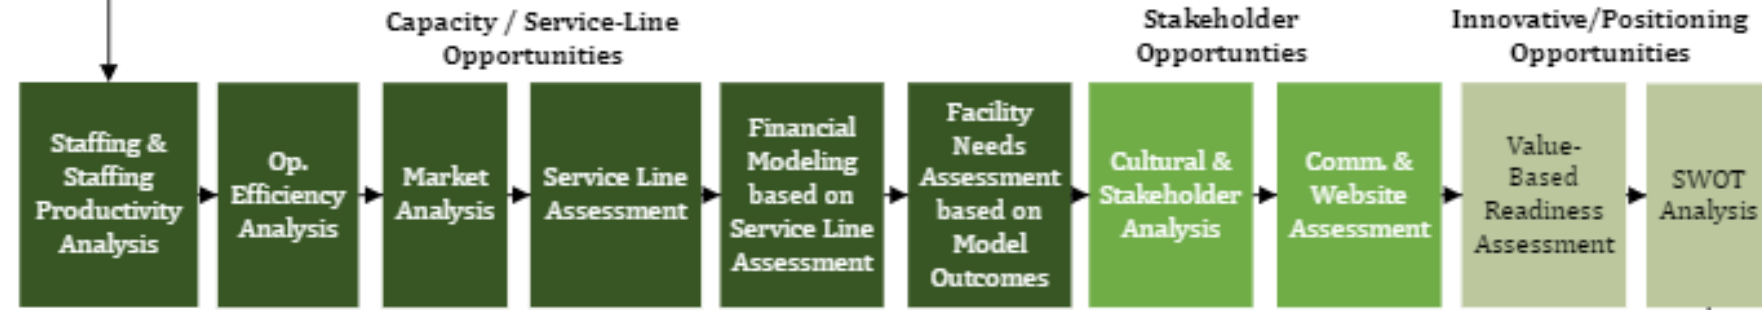 Capacity / Service-Line
Opportunities
Stakeholder
Opportunties
Innovative/Positioning
Opportunities
Staffing &
Staffing
Productivity
Analysis
Op.
Efficiency
Analysis
Market
Analysis
Service Line
Assessment
Financial
Modeling
based on
Service Line
Assessment
Facility
Needs
Assessment
based on
Model
Outcomes
Cultural &
Stakeholder
Analysis
Comm. &
Website
Assessment
Value-
Based
Readiness
Assessment
SWOT
Analysis